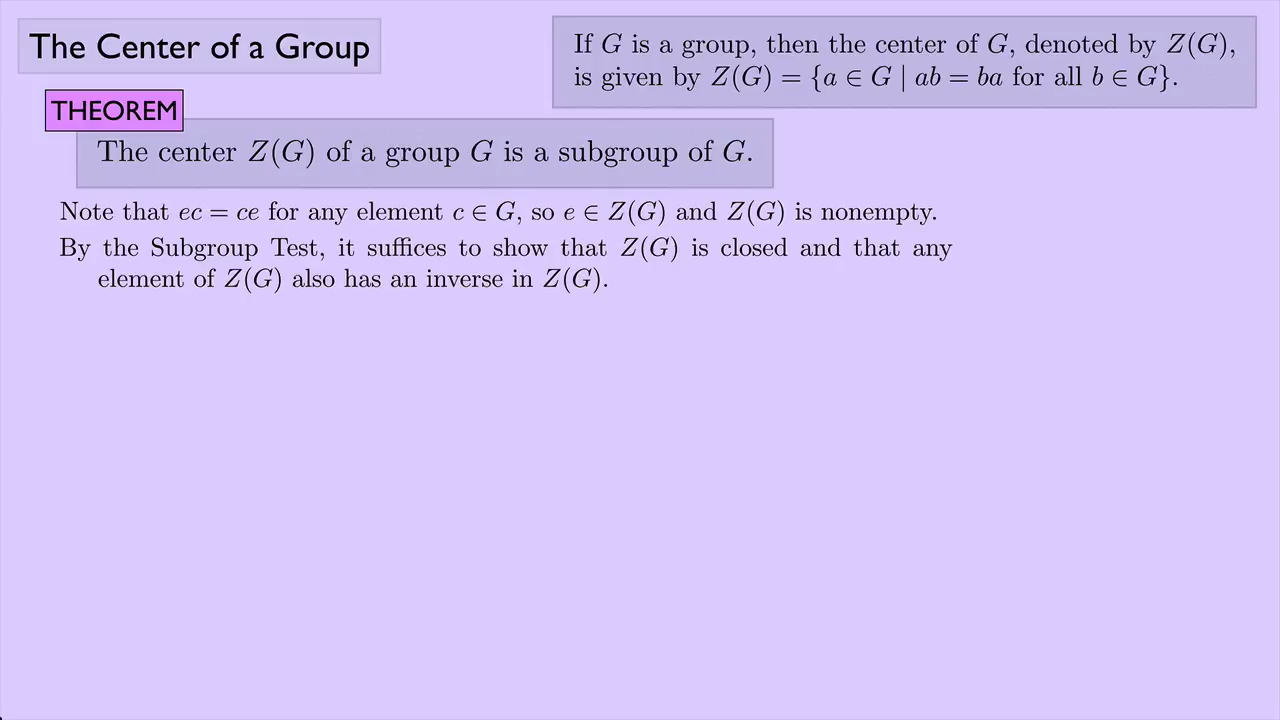 The Center of a Group
If G is a group, then the center of G, denoted by Z(G),
is given by Z(G) = {a ∈ G | ab = ba for all b ∈ G}.
THEOREM
The center Z(G) of a group G is a subgroup of G.
Note that ec = ce for any element c ∈ G, so e ∈ Z(G) and Z(G) is nonempty.
By the Subgroup Test, it suffices to show that Z(G) is closed and that any
element of Z(G) also has an inverse in Z(G).